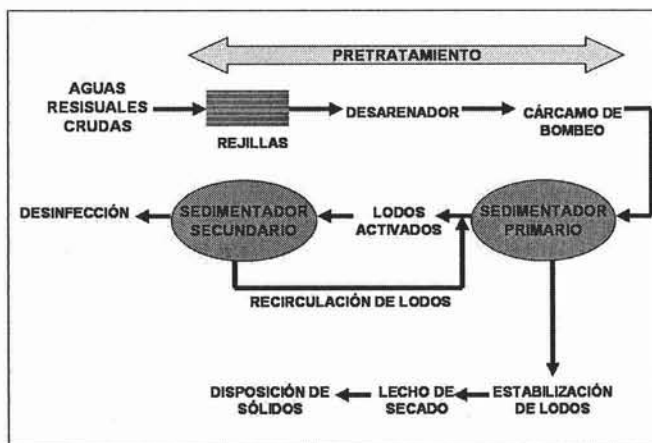 PRETRATAMIENTO
AGUAS
RESISUALES
CRUDAS
REJILLAS
DESARENADOR
CÁRCAMO DE
BOMBEO
DESINFECCIÓN
SEDIMENTADOR
SECUNDARIO
LODOS
ACTIVADOS
SEDIMENTADOR
PRIMARIO
RECIRCULACIÓN DE LODOS
DISPOSICIÓN DE
SÓLIDOS
LECHO DE
SECADO
ESTABILIZACIÓN
DE LODOS